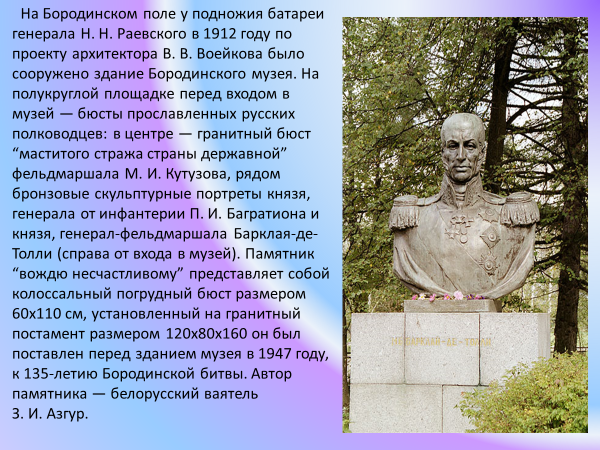 На Бородинском поле у подножия батареи
генерала Н. Н. Раевского в 1912 году по
проекту архитектора В. В. Воейкова было
сооружено здание Бородинского музея. На
полукруглой площадке перед входом в
музей — бюсты прославленных русских
полководцев: в центре — гранитный бюст
“маститого стража страны державной”
фельдмаршала М. И. Кутузова, рядом
бронзовые скульптурные портреты князя,
генерала от инфантерии П. И. Багратиона и
князя, генерал-фельдмаршала Барклая-де-
Толли (справа от входа в музей). Памятник
“вождю несчастливому” представляет собой
колоссальный погрудный бюст размером
60х110 см, установленный на гранитный
постамент размером 120х80х160 он был
поставлен перед зданием музея в 1947 году,
к 135-летию Бородинской битвы. Автор
памятника — белорусский ваятель
З. И. Азгур.
БАРКЛАЙ-ДЕ-ТОЛЛИ